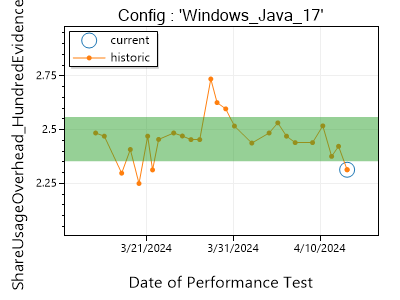 Config : 'Windows_Java_17'
current
historic
ShareUsageOverhead_HundredEvidence
2.75
2.5
2.25
3/21/2024
3/31/2024
4/10/2024
Date of Performance Test